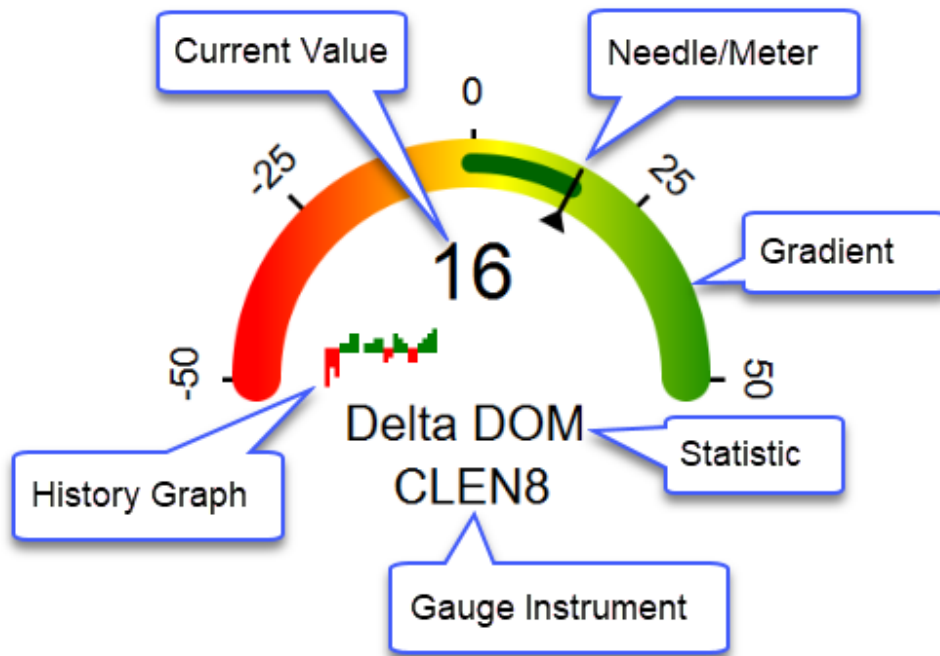 Current Value
Needle/Meter
0
-25
25
16
Gradient
-50
50
Delta DOM
Statistic
CLEN8
History Graph
Gauge Instrument